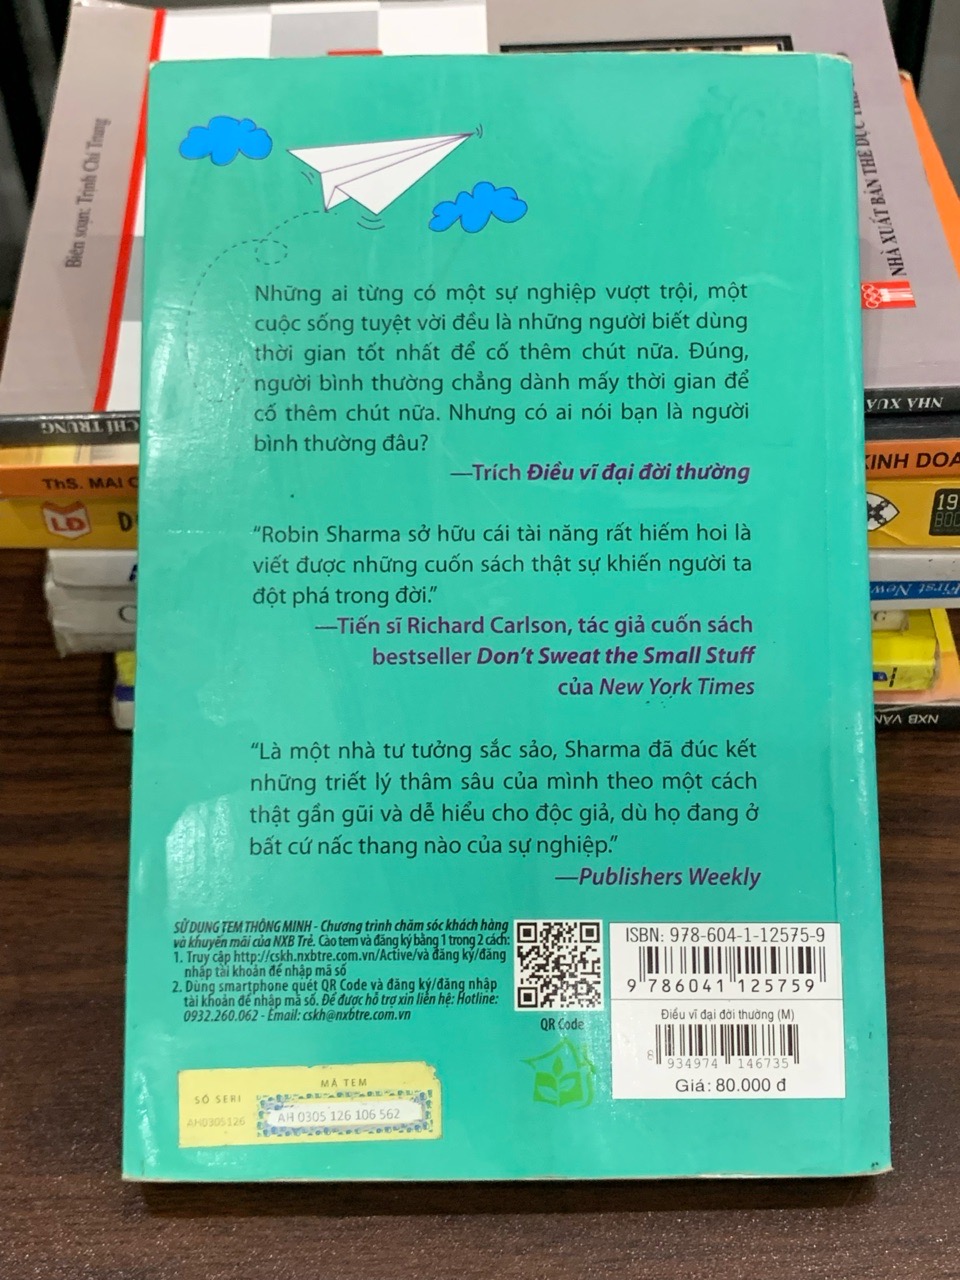 Biên soạn: Trịnh Chí Trung
NHÀ XUẤT BẢN THỂ DỤC
Những ai từng có một sự nghiệp vượt trội, một
cuộc sống tuyệt vời đều là những người biết dùng
thời gian tốt nhất để cố thêm chút nữa. Đúng,
người bình thường chẳng dành mấy thời gian để
cố thêm chút nữa. Nhưng có ai nói bạn là người
bình thường đâu?
—Trích Điều vĩ đại đời thường
“Robin Sharma sở hữu cái tài năng rất hiếm hoi là
viết được những cuốn sách thật sự khiến người ta
đột phá trong đời.”
—Tiến sĩ Richard Carlson, tác giả cuốn sách
bestseller Don’t Sweat the Small Stuff
của New York Times
“Là một nhà tư tưởng sắc sảo, Sharma đã đúc kết
những triết lý thâm sâu của mình theo một cách
thật gần gũi và dễ hiểu cho độc giả, dù họ đang ở
bất cứ nấc thang nào của sự nghiệp.”
—Publishers Weekly
SỬ DỤNG TEM THÔNG MINH - Chương trình chăm sóc khách hàng
và khuyến mãi của NXB Trẻ. Cào tem và đăng ký bằng 1 trong 2 cách:
1. Truy cập http://cskh.nxbtre.com.vn/Active/và đăng ký/đăng
nhập tài khoản để nhập mã số
2. Dùng smartphone quét QR Code và đăng ký/đăng nhập
tài khoản để nhập mã số. Để được hỗ trợ xin liên hệ: Hotline:
0932.260.062 - Email: cskh@nxbtre.com.vn
QR Code
ISBN: 978-604-1-12575-9
9 786041 125759
Điều vĩ đại đời thường (M)
8 934974 146735
Giá: 80.000 đ
MÃ TEM
SỐ SERI
AH0305126
AH 0305 126 106 562
CHÍ TRUNG
NHÀ XUẤ
ThS. MAI
KINH DOA
LĐ
19
BOO
First New
NXB VĂN